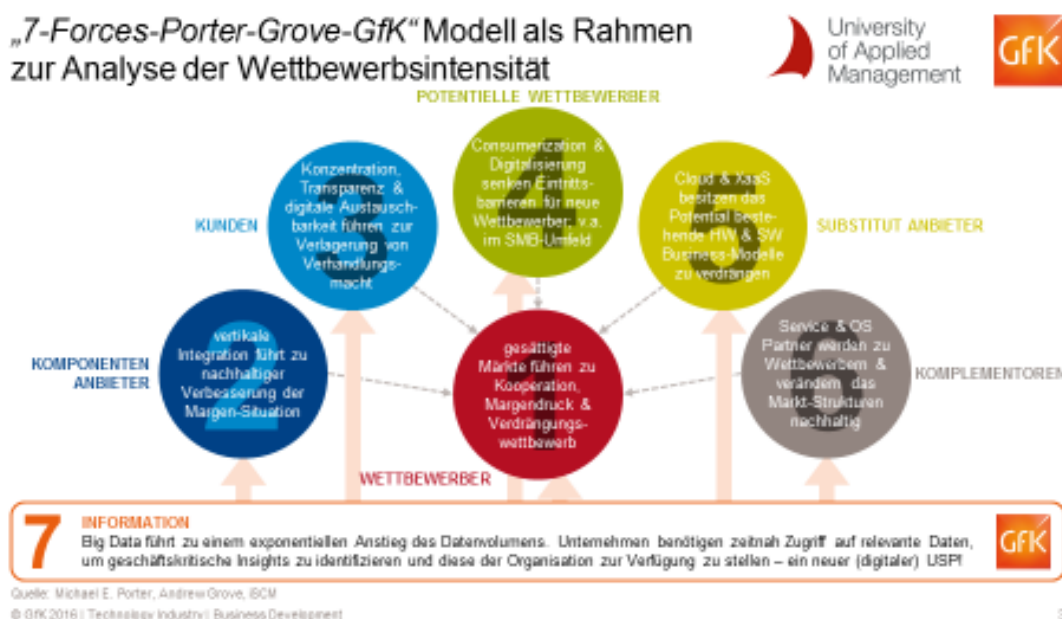 „7-Forces-Porter-Grove-GfK“ Modell als Rahmen
zur Analyse der Wettbewerbsintensität
University
of Applied
Management
GfK
POTENTIELLE WETTBEWERBER
4
Consumerization &
Digitalisierung
senken Eintritts-
barrieren für neue
Wettbewerber; v.a.
im SMB-Umfeld
KUNDEN
3
Konzentration,
Transparenz &
digitale Austausch-
barkeit führen zur
Verlagerung von
Verhandlungs-
macht
5
Cloud & XaaS
besitzen das
Potential beste-
hende HW & SW
Business-Modelle
zu verdrängen
SUBSTITUT ANBIETER
KOMPONENTEN
ANBIETER
2
vertikale
Integration führt zu
nachhaltiger
Verbesserung der
Margen-Situation
1
gesättigte
Märkte führen zu
Kooperation,
Margendruck &
Verdrängungs-
wettbewerb
WETTBEWERBER
6
Service & OS
Partner werden zu
Wettbewerbern &
verändern das
Markt-Strukturen
nachhaltig
KOMPLEMENTOREN
7
INFORMATION
Big Data führt zu einem exponentiellen Anstieg des Datenvolumens. Unternehmen benötigen zeitnah Zugriff auf relevante Daten,
um geschäftskritische Insights zu identifizieren und diese der Organisation zur Verfügung zu stellen – ein neuer (digitaler) USP!
GfK
Quelle: Michael E. Porter, Andrew Grove,
© GfK 2016 | Technology Industry | Business Development